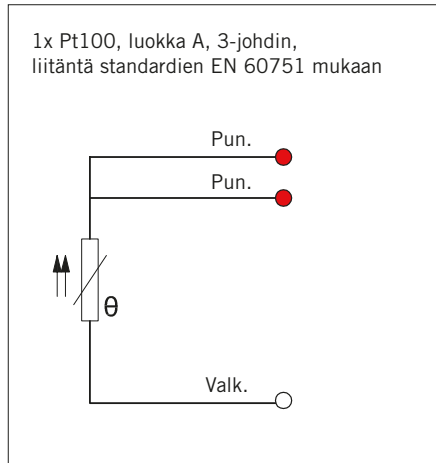 1x Pt100, luokka A, 3-johdin,
liitäntä standardien EN 60751 mukaan
Pun.
Pun.
θ
Valk.